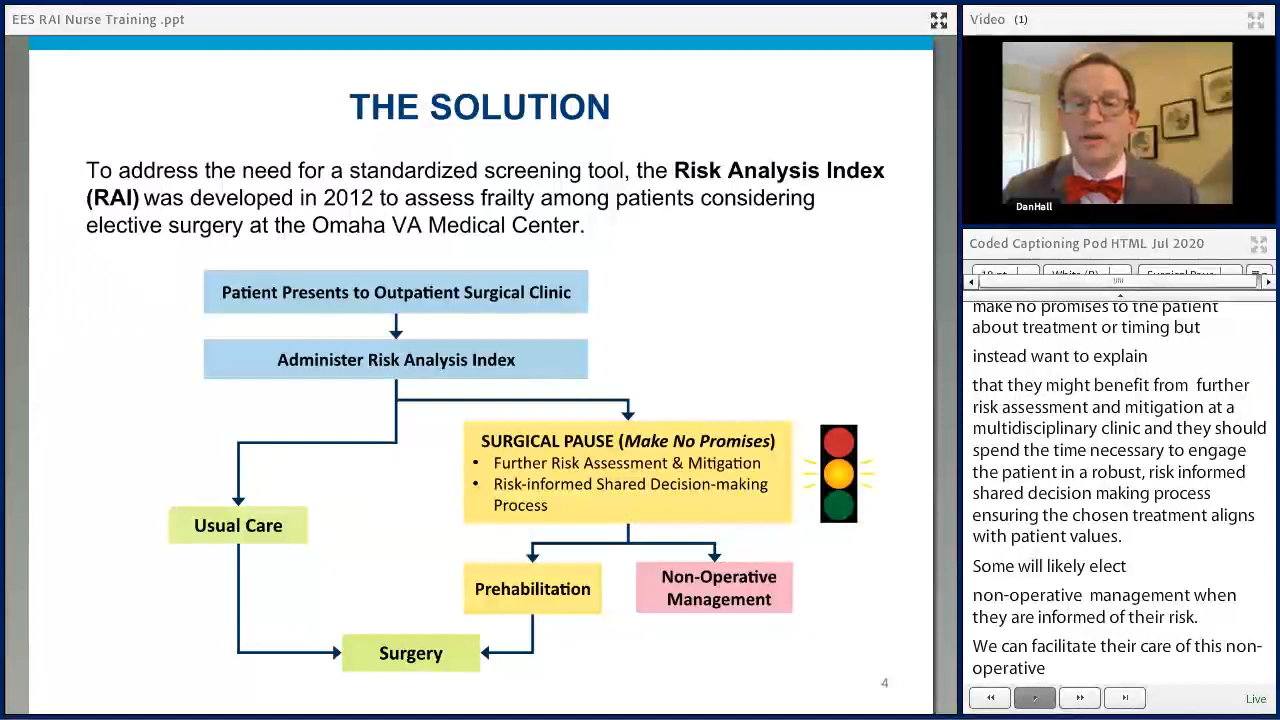 EES RAI Nurse Training .ppt
THE SOLUTION
To address the need for a standardized screening tool, the Risk Analysis Index
(RAI) was developed in 2012 to assess frailty among patients considering
elective surgery at the Omaha VA Medical Center.
Patient Presents to Outpatient Surgical Clinic
Administer Risk Analysis Index
SURGICAL PAUSE (Make No Promises)
• Further Risk Assessment & Mitigation
• Risk-informed Shared Decision-making
Process
Usual Care
Prehabilitation
Non-Operative
Management
Surgery
4
Video (1)
DanHall
Coded Captioning Pod HTML Jul 2020
make no promises to the patient
about treatment or timing but
instead want to explain
that they might benefit from further
risk assessment and mitigation at a
multidisciplinary clinic and they should
spend the time necessary to engage
the patient in a robust, risk informed
shared decision making process
ensuring the chosen treatment aligns
with patient values.
Some will likely elect
non-operative management when
they are informed of their risk.
We can facilitate their care of this non-
operative
Live